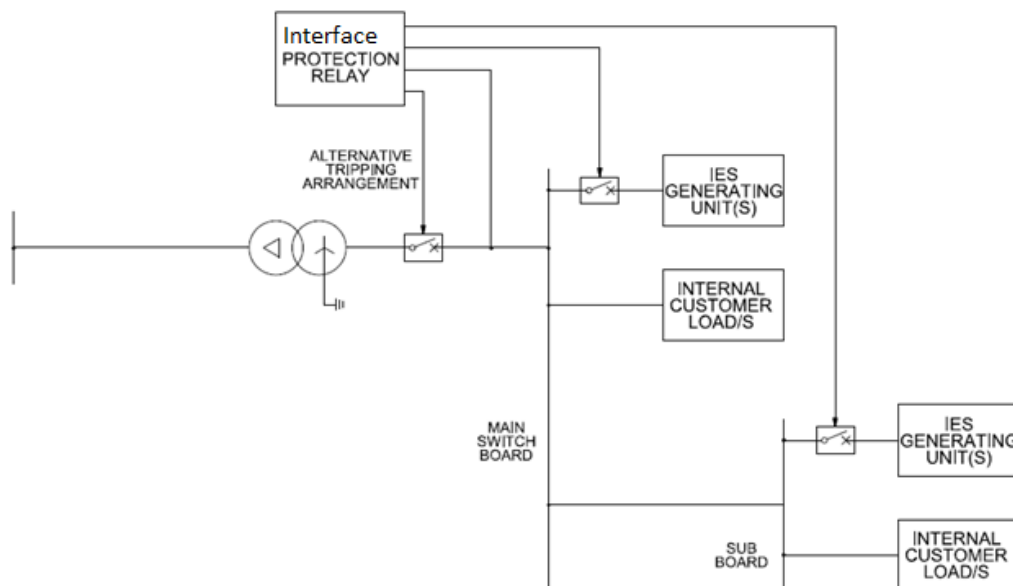 Interface
PROTECTION
RELAY
ALTERNATIVE
TRIPPING
ARRANGEMENT
IES
GENERATING
UNIT(S)
INTERNAL
CUSTOMER
LOAD/S
MAIN
SWITCH
BOARD
IES
GENERATING
UNIT(S)
SUB
BOARD
INTERNAL
CUSTOMER
LOAD/S